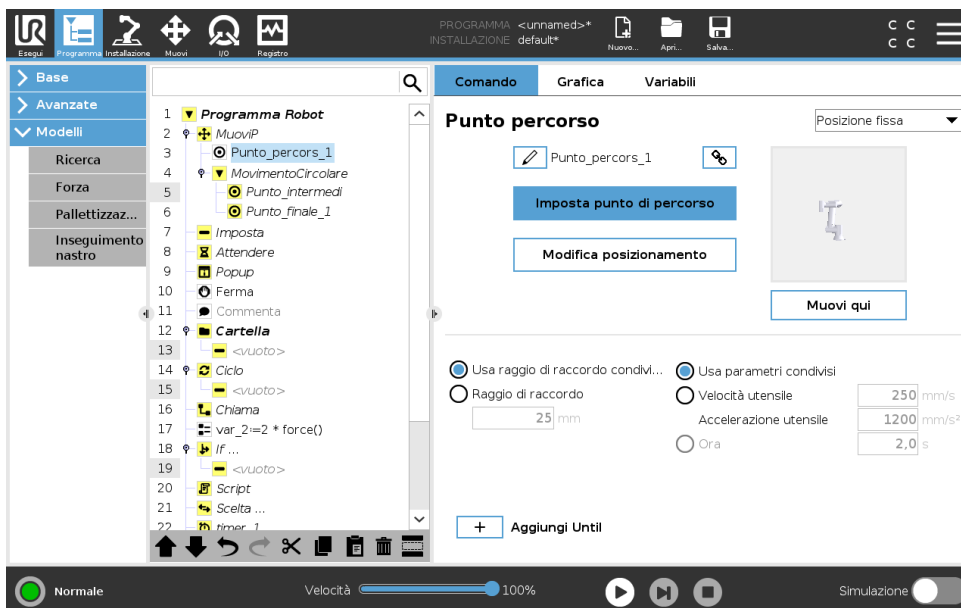 PROGRAMMA <unnamed>*
INSTALLAZIONE default*
Esegui
Programma
Installazione
Muovi
I/O
Registro
Nuovo...
Apri...
Salva...
C C
C C
Base
Avanzate
Modelli
Ricerca
Forza
Pallettizzaz...
Inseguimento
nastro
1 Programma Robot
2 MuoviP
3 Punto_percors_1
4 MovimentoCircolare
5 Punto_intermedi
6 Punto_finale_1
7 Imposta
8 Attendere
9 Popup
10 Ferma
11 Commenta
12 Cartella
13 <vuoto>
14 Ciclo
15 <vuoto>
16 Chiama
17 var_2:=2 * force()
18 If ...
19 <vuoto>
20 Script
21 Scelta ...
22 timer_1
Comando
Grafica
Variabili
Punto percorso
Posizione fissa
Punto_percors_1
Imposta punto di percorso
Modifica posizionamento
Muovi qui
Usa raggio di raccordo condivi...
Raggio di raccordo
25 mm
Usa parametri condivisi
Velocità utensile 250 mm/s
Accelerazione utensile 1200 mm/s²
Ora 2,0 s
+ Aggiungi Until
Normale
Velocità 100%
Simulazione